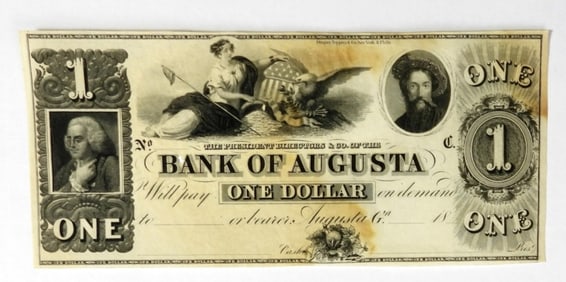 1
ONE
No
C.
THE PRESIDENT DIRECTORS & CO. OF THE
BANK OF AUGUSTA
Will pay ONE DOLLAR on demand
to or bearer. Augusta Ga. 18
Cash
Pres.
ONE
1
ONE